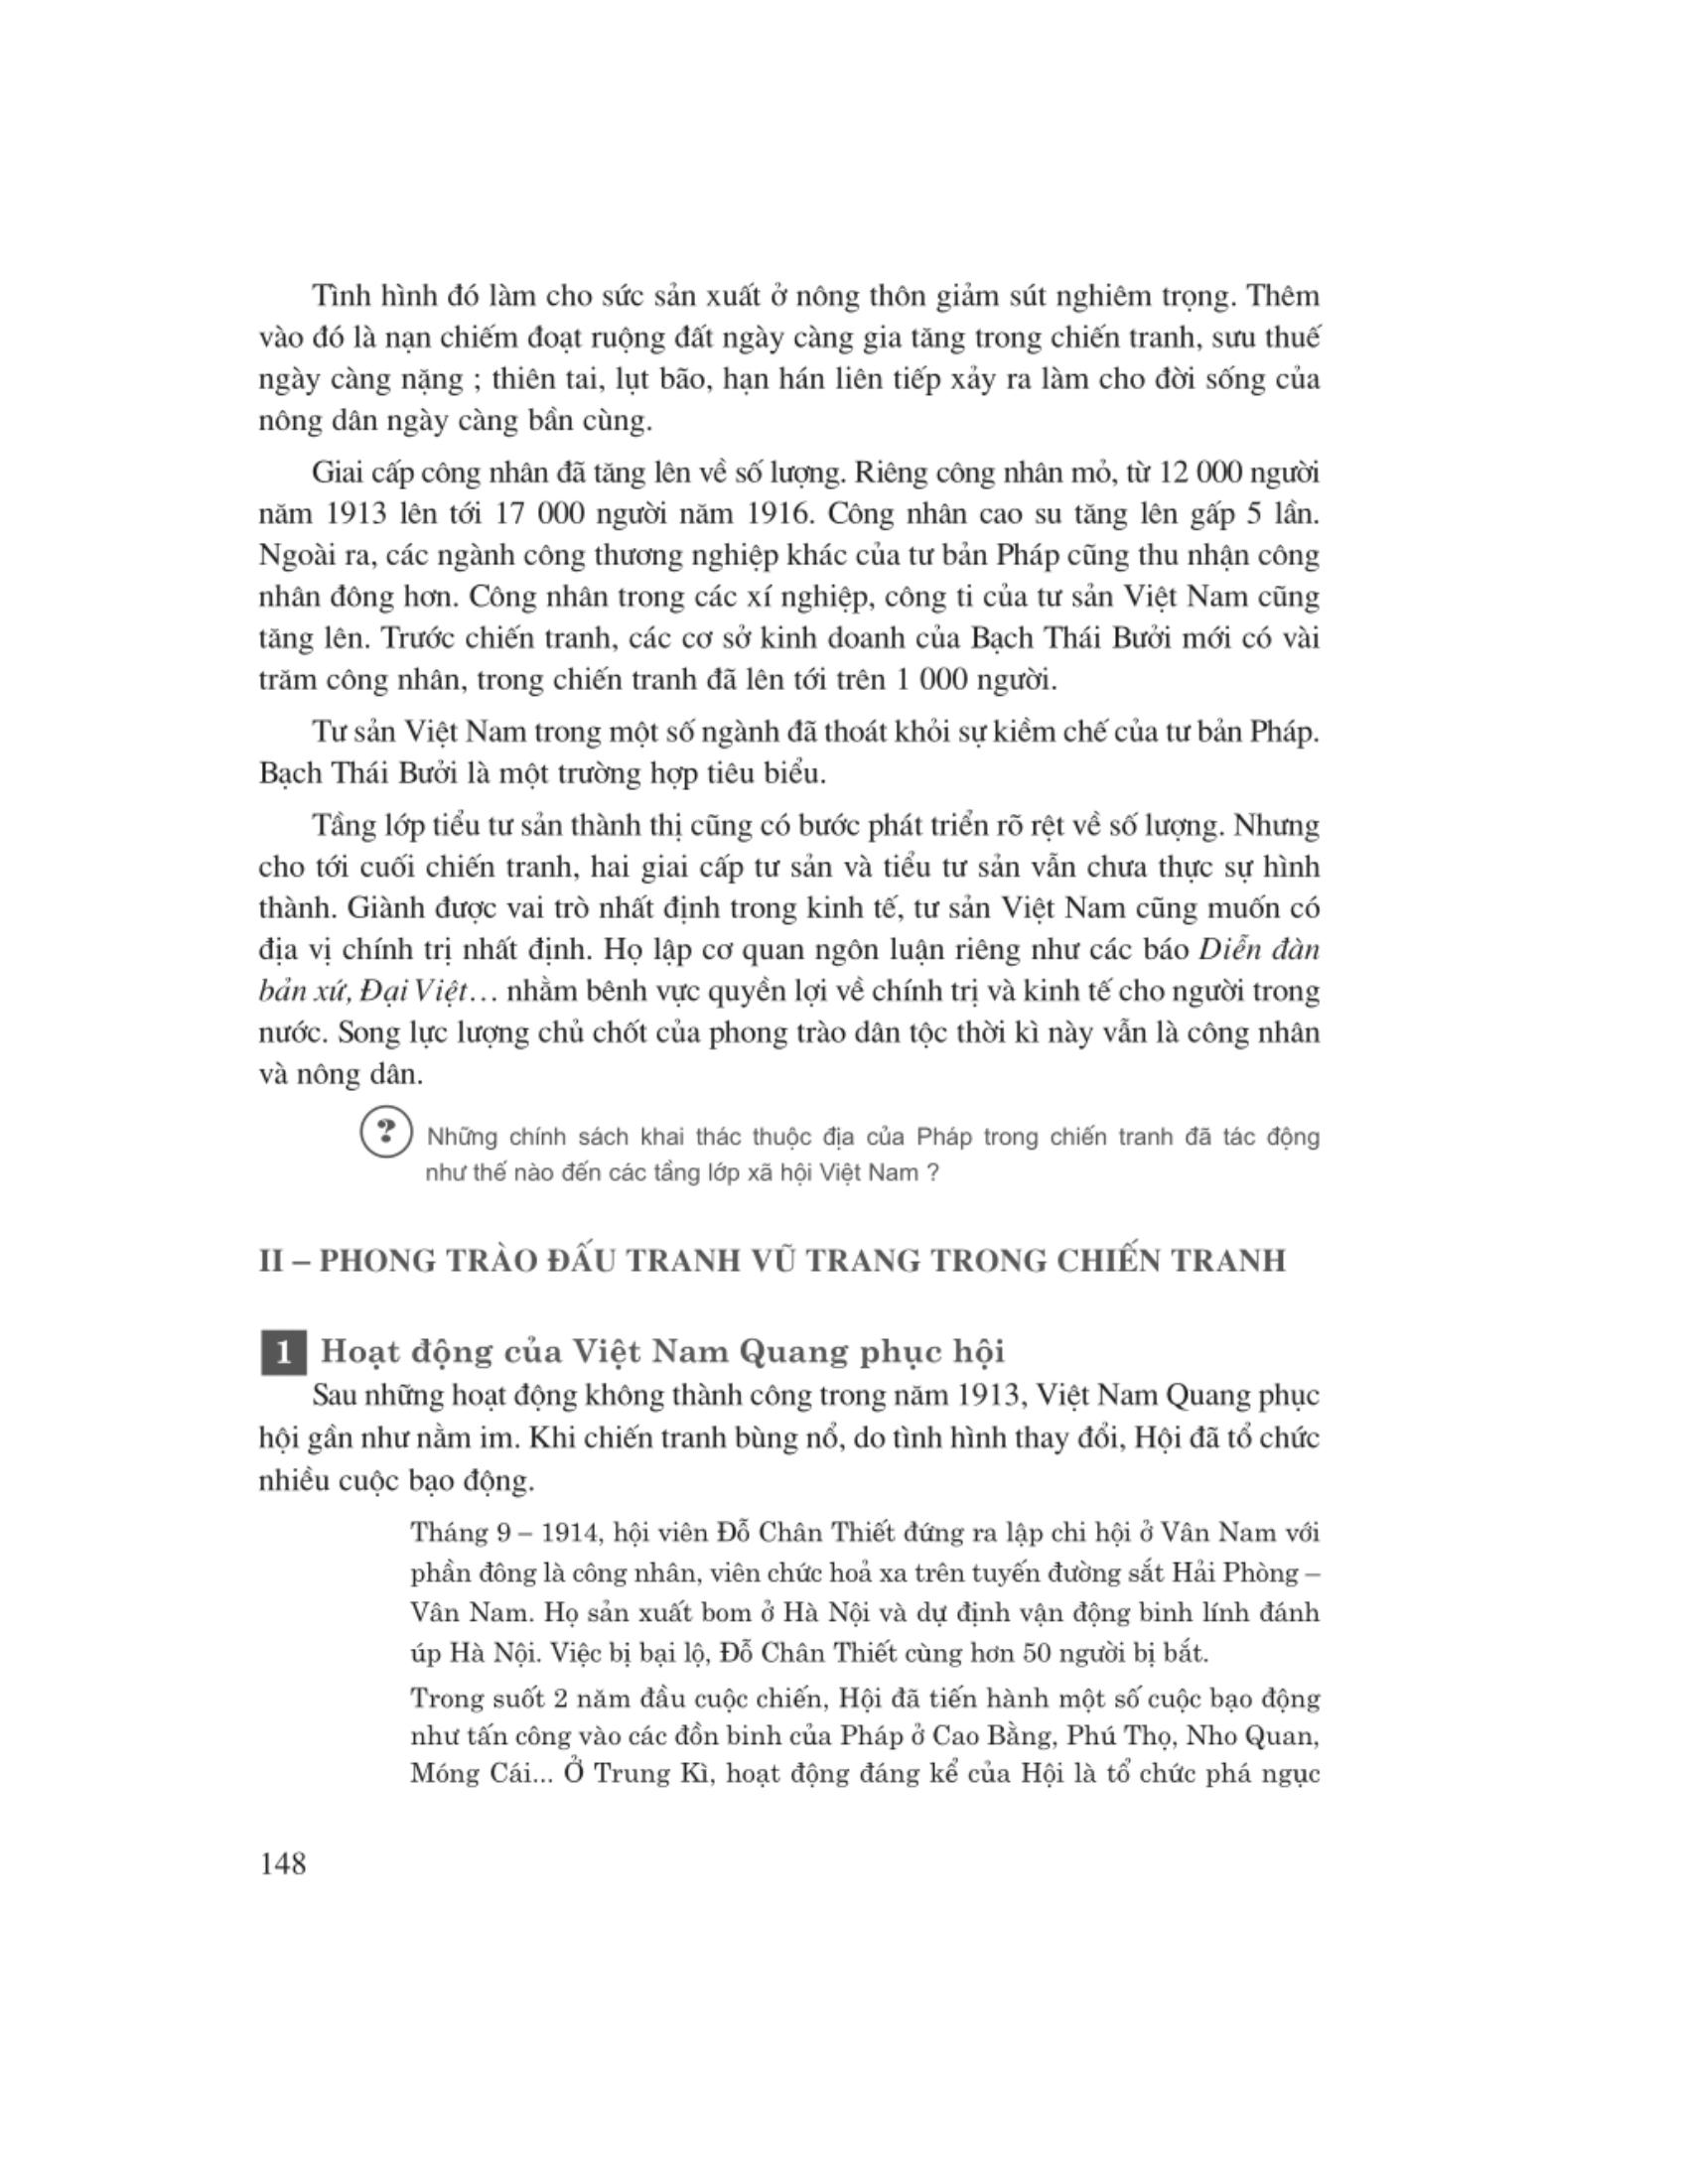 Tình hình đó làm cho sức sản xuất ở nông thôn giảm sút nghiêm trọng. Thêm
vào đó là nạn chiếm đoạt ruộng đất ngày càng gia tăng trong chiến tranh, sưu thuế
ngày càng nặng ; thiên tai, lụt bão, hạn hán liên tiếp xảy ra làm cho đời sống của
nông dân ngày càng bần cùng.
Giai cấp công nhân đã tăng lên về số lượng. Riêng công nhân mỏ, từ 12 000 người
năm 1913 lên tới 17 000 người năm 1916. Công nhân cao su tăng lên gấp 5 lần.
Ngoài ra, các ngành công thương nghiệp khác của tư bản Pháp cũng thu nhận công
nhân đông hơn. Công nhân trong các xí nghiệp, công ti của tư sản Việt Nam cũng
tăng lên. Trước chiến tranh, các cơ sở kinh doanh của Bạch Thái Bưởi mới có vài
trăm công nhân, trong chiến tranh đã lên tới trên 1 000 người.
Tư sản Việt Nam trong một số ngành đã thoát khỏi sự kiềm chế của tư bản Pháp.
Bạch Thái Bưởi là một trường hợp tiêu biểu.
Tầng lớp tiểu tư sản thành thị cũng có bước phát triển rõ rệt về số lượng. Nhưng
cho tới cuối chiến tranh, hai giai cấp tư sản và tiểu tư sản vẫn chưa thực sự hình
thành. Giành được vai trò nhất định trong kinh tế, tư sản Việt Nam cũng muốn có
địa vị chính trị nhất định. Họ lập cơ quan ngôn luận riêng như các báo Diễn đàn
bản xứ, Đại Việt… nhằm bênh vực quyền lợi về chính trị và kinh tế cho người trong
nước. Song lực lượng chủ chốt của phong trào dân tộc thời kì này vẫn là công nhân
và nông dân.
? Những chính sách khai thác thuộc địa của Pháp trong chiến tranh đã tác động
như thế nào đến các tầng lớp xã hội Việt Nam ?
II – PHONG TRÀO ĐẤU TRANH VŨ TRANG TRONG CHIẾN TRANH
1 Hoạt động của Việt Nam Quang phục hội
Sau những hoạt động không thành công trong năm 1913, Việt Nam Quang phục
hội gần như nằm im. Khi chiến tranh bùng nổ, do tình hình thay đổi, Hội đã tổ chức
nhiều cuộc bạo động.
Tháng 9 – 1914, hội viên Đỗ Chân Thiết đứng ra lập chi hội ở Vân Nam với
phần đông là công nhân, viên chức hoả xa trên tuyến đường sắt Hải Phòng –
Vân Nam. Họ sản xuất bom ở Hà Nội và dự định vận động binh lính đánh
úp Hà Nội. Việc bị bại lộ, Đỗ Chân Thiết cùng hơn 50 người bị bắt.
Trong suốt 2 năm đầu cuộc chiến, Hội đã tiến hành một số cuộc bạo động
như tấn công vào các đồn binh của Pháp ở Cao Bằng, Phú Thọ, Nho Quan,
Móng Cái... Ở Trung Kì, hoạt động đáng kể của Hội là tổ chức phá ngục
148